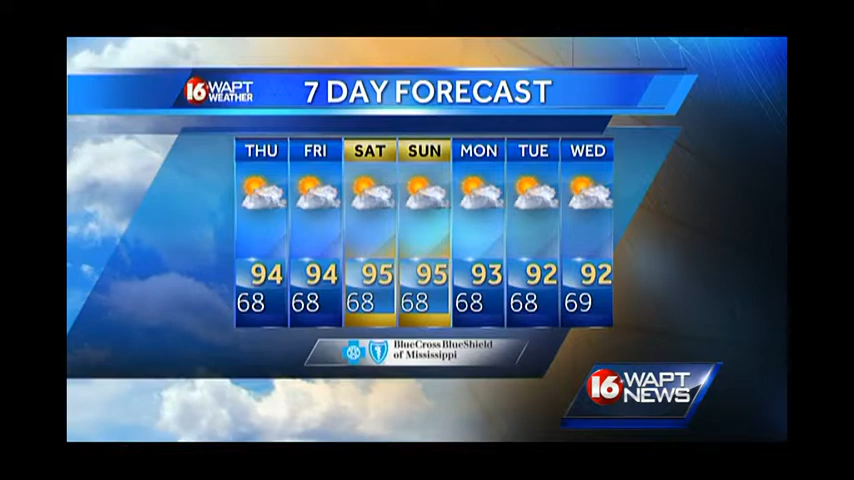 16 WAPT WEATHER
7 DAY FORECAST
THU FRI SAT SUN MON TUE WED
94 94 95 95 93 92 92
68 68 68 68 68 68 69
BlueCross BlueShield
of Mississippi
16 WAPT
NEWS